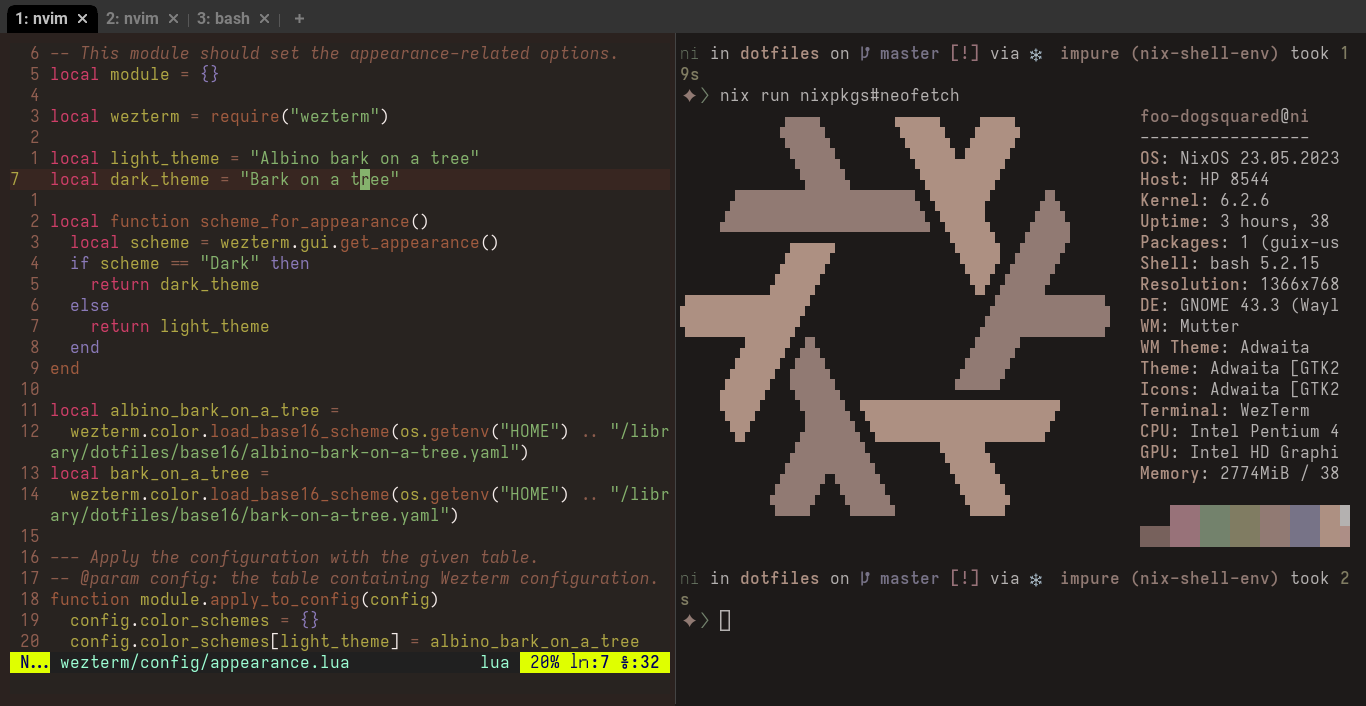 1: nvim ✕ 2: nvim ✕ 3: bash ✕ +
6 -- This module should set the appearance-related options.
5 local module = {}
4
3 local wezterm = require("wezterm")
2
1 local light_theme = "Albino bark on a tree"
7 local dark_theme = "Bark on a tree"
1
2 local function scheme_for_appearance()
3 local scheme = wezterm.gui.get_appearance()
4 if scheme == "Dark" then
5 return dark_theme
6 else
7 return light_theme
8 end
9 end
10
11 local albino_bark_on_a_tree =
12 wezterm.color.load_base16_scheme(os.getenv("HOME") .. "/libr
ary/dotfiles/base16/albino-bark-on-a-tree.yaml")
13 local bark_on_a_tree =
14 wezterm.color.load_base16_scheme(os.getenv("HOME") .. "/libr
ary/dotfiles/base16/bark-on-a-tree.yaml")
15
16 --- Apply the configuration with the given table.
17 -- @param config: the table containing Wezterm configuration.
18 function module.apply_to_config(config)
19 config.color_schemes = {}
20 config.color_schemes[light_theme] = albino_bark_on_a_tree
N... wezterm/config/appearance.lua lua 20% ln:7 %:32
ni in dotfiles on master [!] via ❄ impure (nix-shell-env) took 1
9s
✦ > nix run nixpkgs#neofetch
foo-dogsquared@ni
-----------------
OS: NixOS 23.05.2023
Host: HP 8544
Kernel: 6.2.6
Uptime: 3 hours, 38
Packages: 1 (guix-us
Shell: bash 5.2.15
Resolution: 1366x768
DE: GNOME 43.3 (Wayl
WM: Mutter
WM Theme: Adwaita
Theme: Adwaita [GTK2
Icons: Adwaita [GTK2
Terminal: WezTerm
CPU: Intel Pentium 4
GPU: Intel HD Graphi
Memory: 2774MiB / 38
ni in dotfiles on master [!] via ❄ impure (nix-shell-env) took 2
s
✦ >